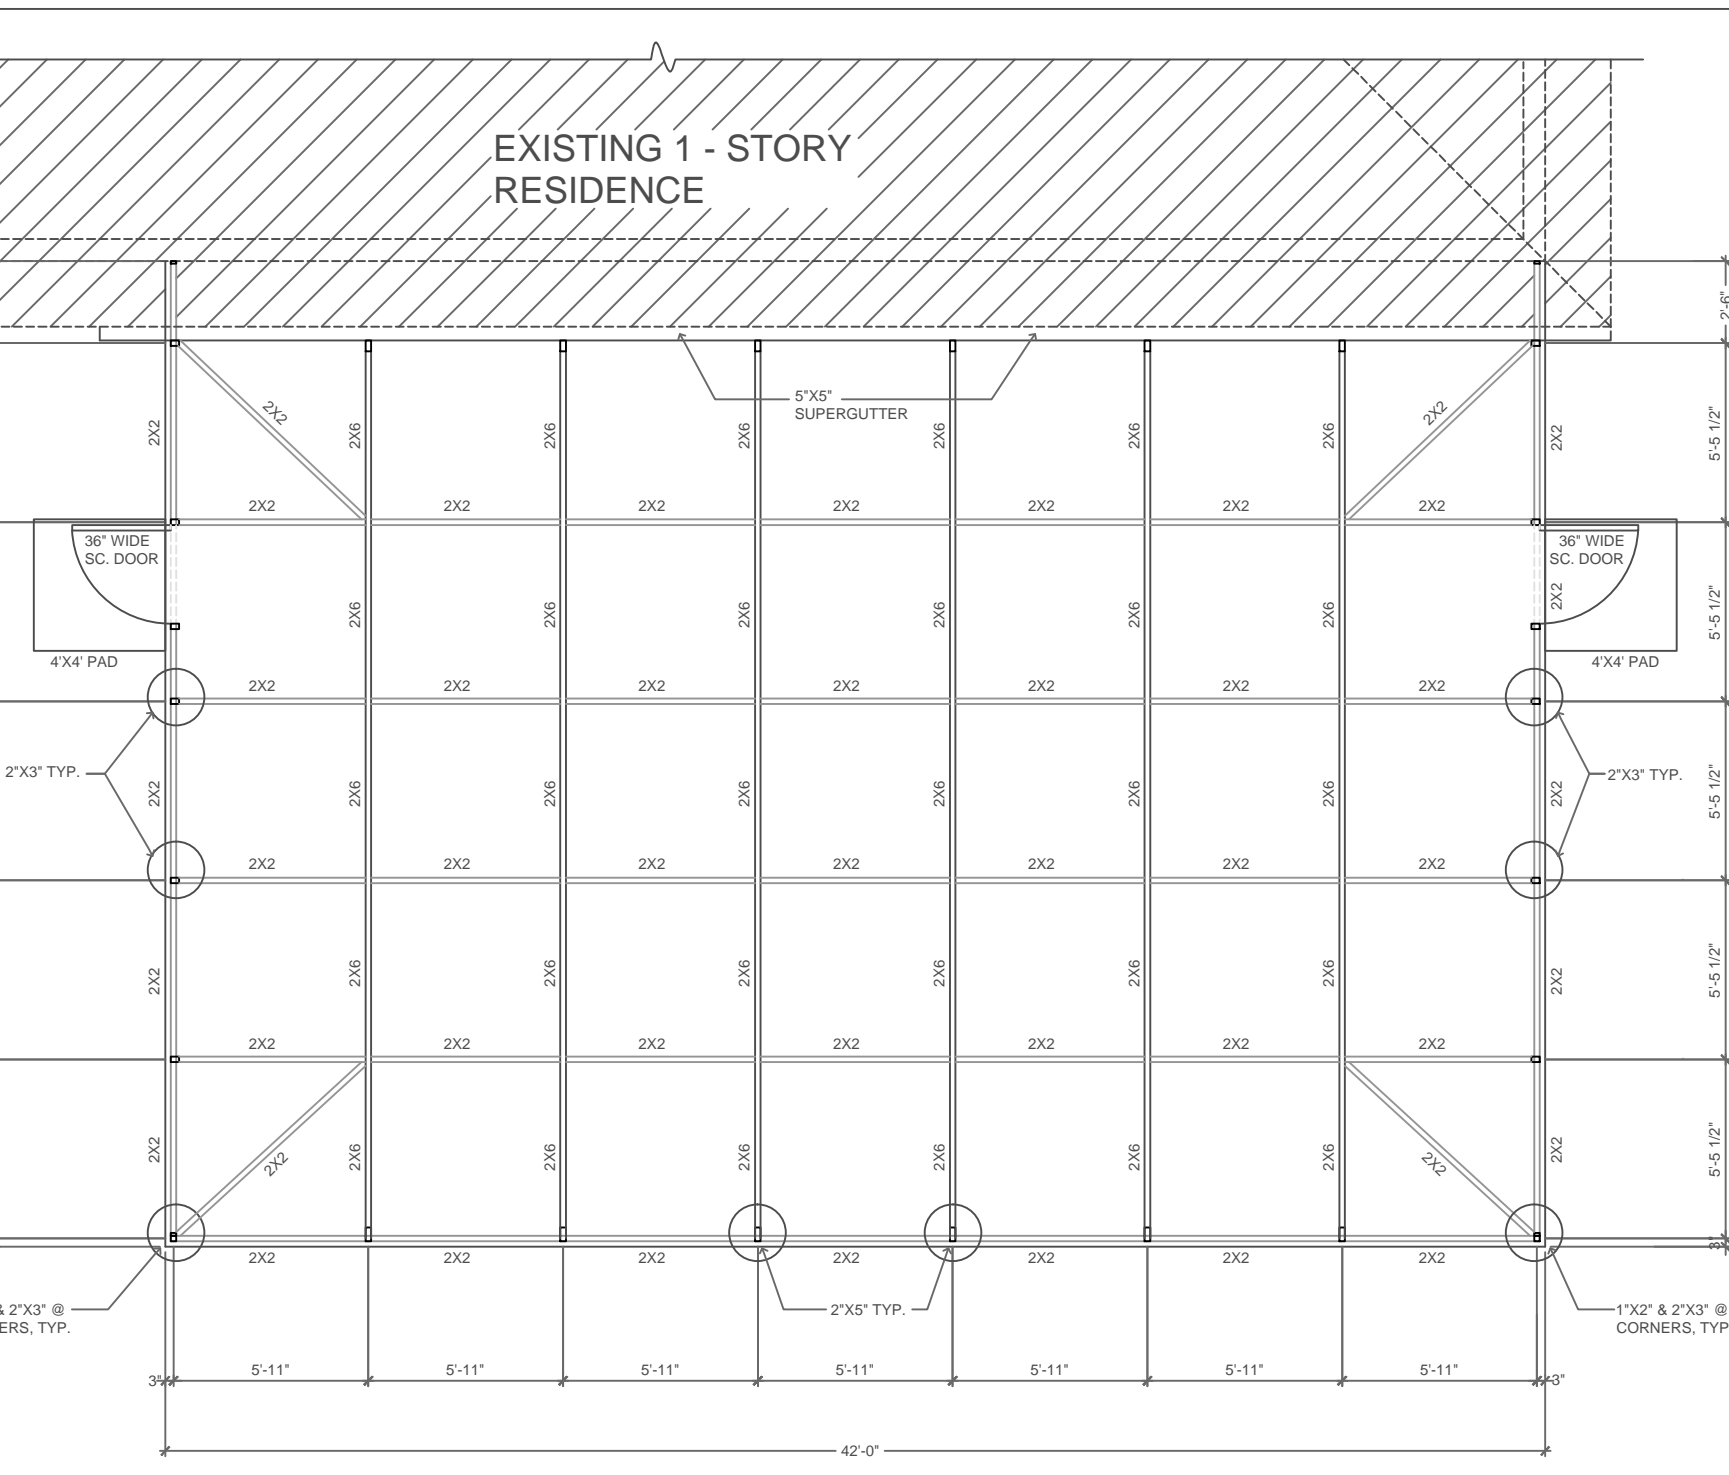 EXISTING 1 - STORY
RESIDENCE
2'-6"
5"X5"
SUPERGUTTER
2X2
2X2
2X6
2X6
2X6
2X6
2X6
2X6
2X2
2X2
5'-5 1/2"
2X2
2X2
2X2
2X2
2X2
2X2
2X2
36" WIDE
SC. DOOR
36" WIDE
SC. DOOR
2X6
2X6
2X6
2X6
2X6
2X6
2X2
5'-5 1/2"
4'X4' PAD
4'X4' PAD
2X2
2X2
2X2
2X2
2X2
2X2
2X2
2"X3" TYP.
2"X3" TYP.
2X2
2X6
2X6
2X6
2X6
2X6
2X6
2X2
5'-5 1/2"
2X2
2X2
2X2
2X2
2X2
2X2
2X2
2X2
2X6
2X6
2X6
2X6
2X6
2X6
2X2
5'-5 1/2"
2X2
2X2
2X2
2X2
2X2
2X2
2X2
2X2
2X2
2X6
2X6
2X6
2X6
2X6
2X6
2X2
2X2
5'-5 1/2"
3"
2X2
2X2
2X2
2X2
2X2
2X2
2X2
& 2"X3" @
ERS, TYP.
2"X5" TYP.
1"X2" & 2"X3" @
CORNERS, TYP
3"
5'-11"
5'-11"
5'-11"
5'-11"
5'-11"
5'-11"
5'-11"
3"
42'-0"